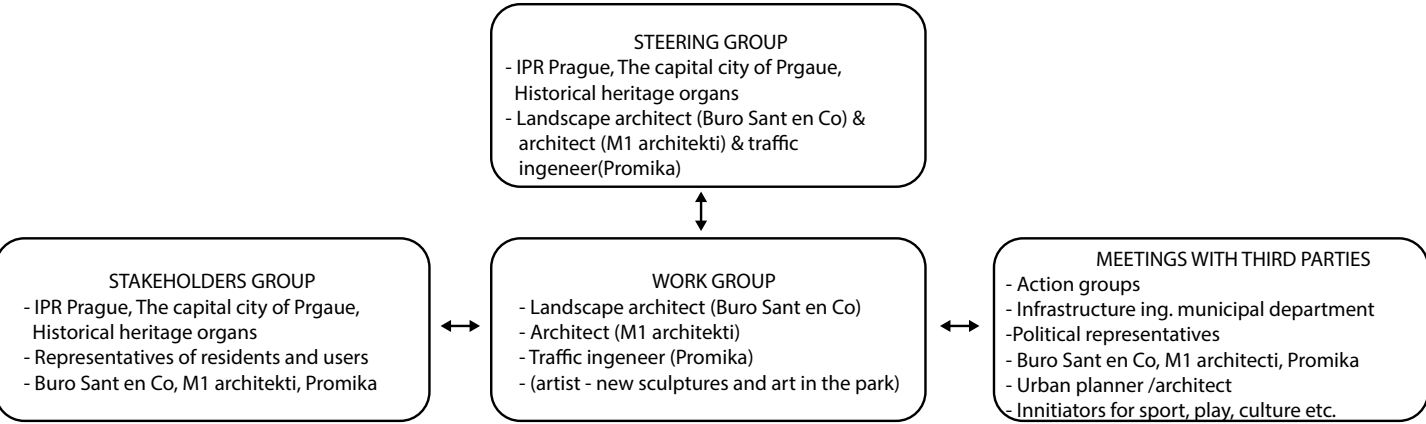 STEERING GROUP
- IPR Prague, The capital city of Prgaue,
Historical heritage organs
- Landscape architect (Buro Sant en Co) &
architect (M1 architekti) & traffic
ingeneer(Promika)
STAKEHOLDERS GROUP
- IPR Prague, The capital city of Prgaue,
Historical heritage organs
- Representatives of residents and users
- Buro Sant en Co, M1 architekti, Promika
WORK GROUP
- Landscape architect (Buro Sant en Co)
- Architect (M1 architekti)
- Traffic ingeneer (Promika)
- (artist - new sculptures and art in the park)
MEETINGS WITH THIRD PARTIES
- Action groups
- Infrastructure ing. municipal department
-Political representatives
- Buro Sant en Co, M1 architecti, Promika
- Urban planner /architect
- Innitiators for sport, play, culture etc.